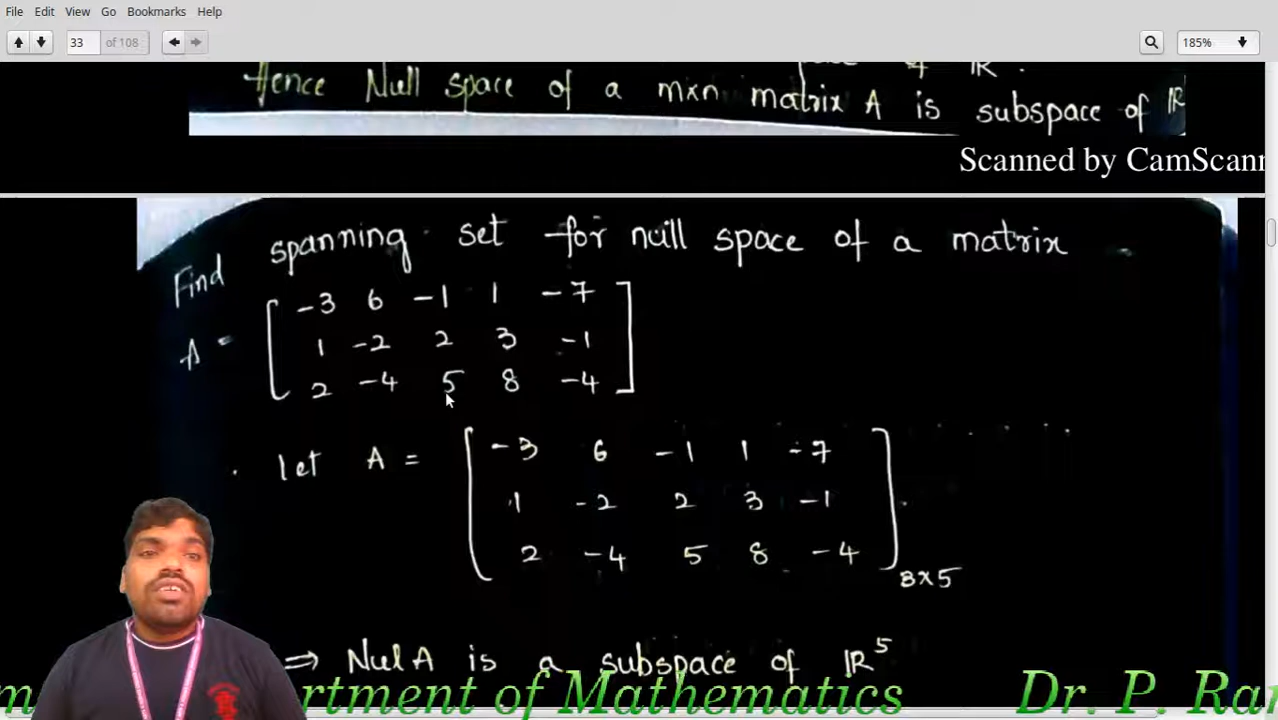 File Edit View Go Bookmarks Help
33 of 108 185%
Hence Null space of a mxn matrix A is subspace of ℝ
Scanned by CamScann
Find spanning set for null space of a matrix
A = [ -3 6 -1 1 -7
1 -2 2 3 -1
2 -4 5 8 -4 ]
. let A = [ -3 6 -1 1 -7
1 -2 2 3 -1
2 -4 5 8 -4 ] 3x5
⇒ Nul A is a subspace of ℝ⁵
rtment of Mathematics Dr. P. Ra